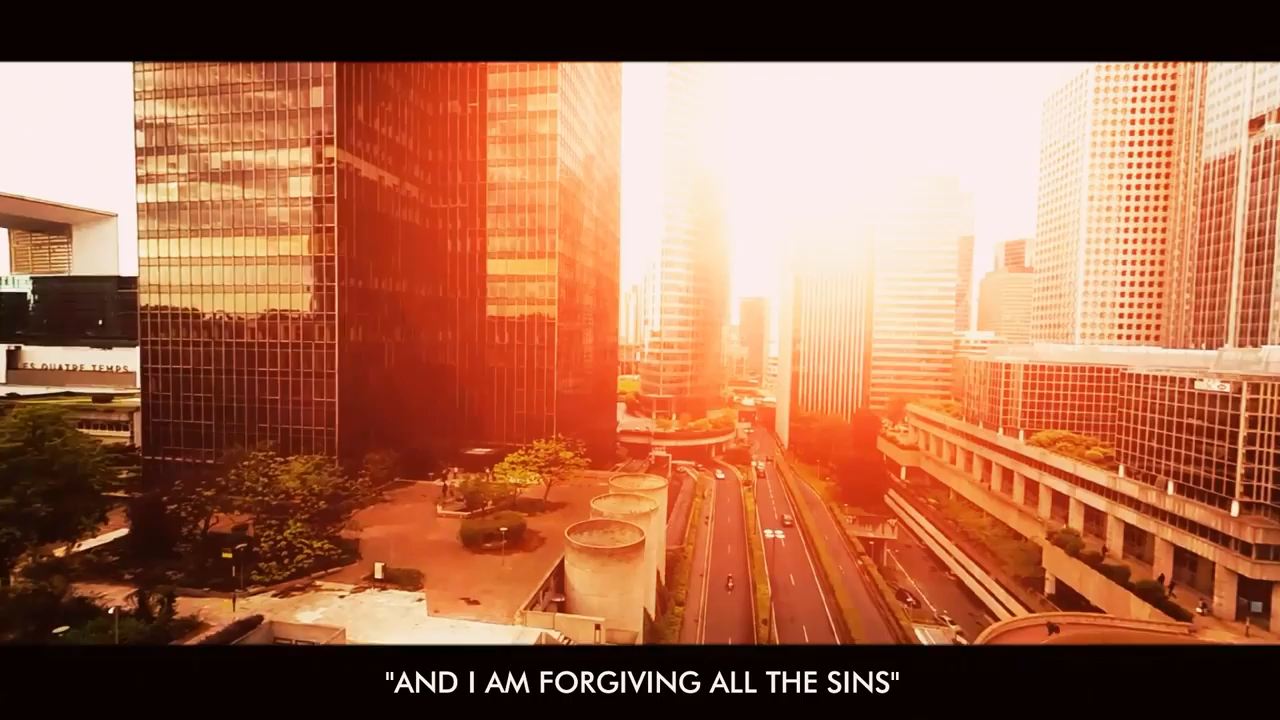 ES QUATRE TEMPS
"AND I AM FORGIVING ALL THE SINS"